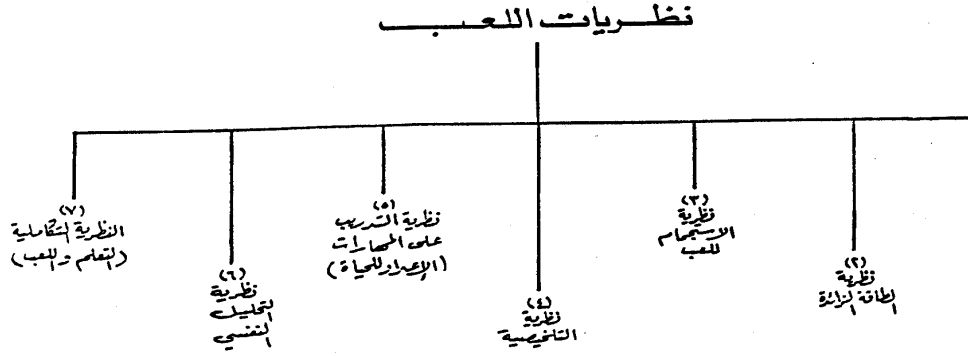 نظريات اللعب
(٢)
نظرية
الطاقة الزائدة
(٣)
نظرية
الاستجمام
للعب
(٤)
نظرية
التلخيصية
(٥)
نظرية التدريب
على المهارات
(الإعداد للحياة)
(٦)
نظرية
التحليل
النفسي
(٧)
النظرية التكاملية
(التعلم واللعب)